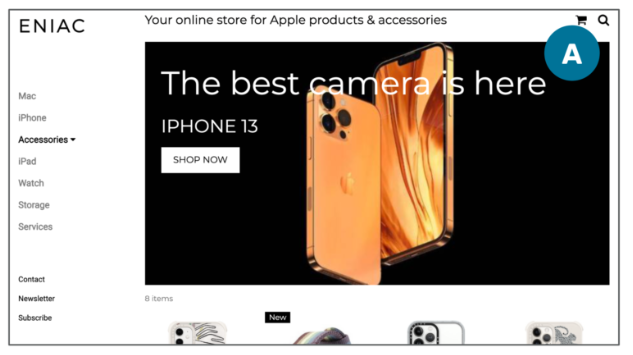 ENIAC
Your online store for Apple products & accessories
A
Mac
iPhone
Accessories
iPad
Watch
Storage
Services
Contact
Newsletter
Subscribe
The best camera is here
IPHONE 13
SHOP NOW
8 items
New